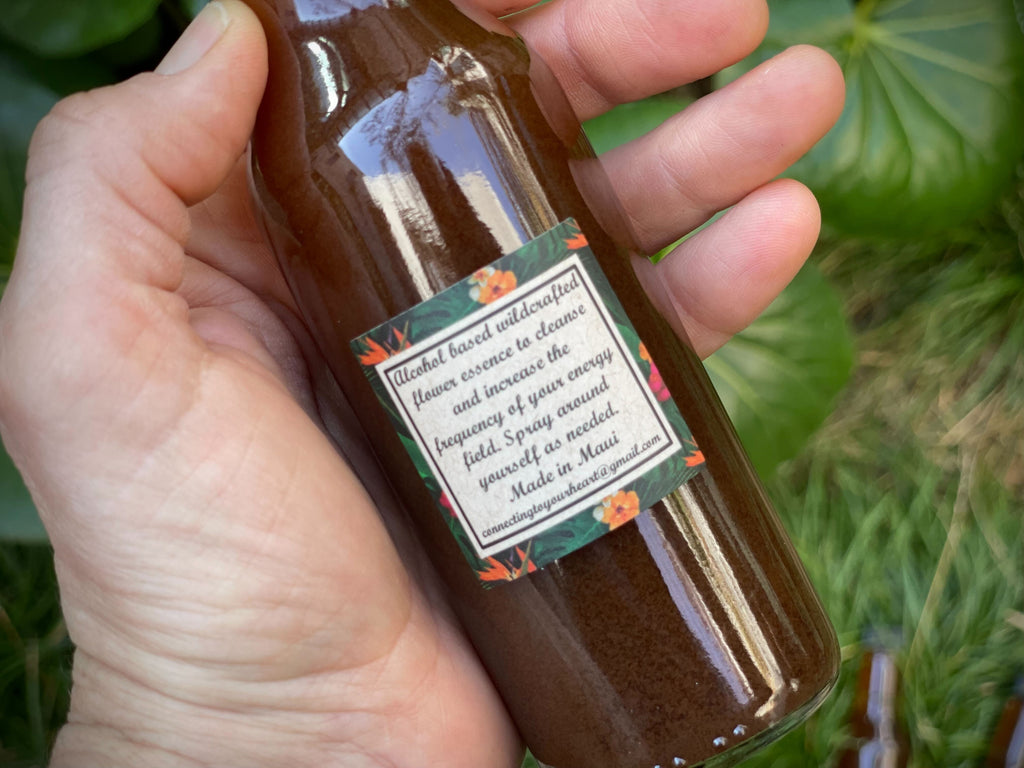 Alcohol based wildcrafted
flower essence to cleanse
and increase the
frequency of your energy
field. Spray around
yourself as needed.
Made in Maui
connectingtoyourheart@gmail.com